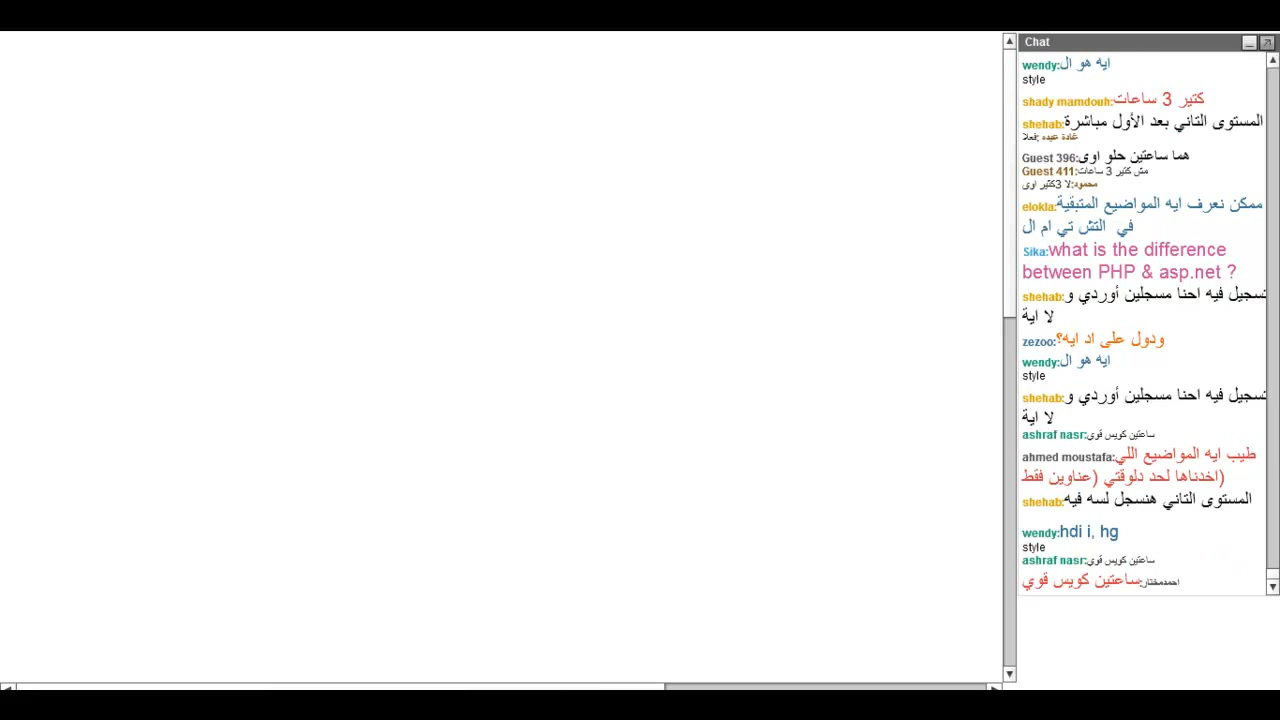 Chat
wendy:ايه هو ال
style
shady mamdouh:كتير 3 ساعات
shehab:المستوى التاني بعد الأول مباشرة
غادة عبده:فعلا
Guest 396:هما ساعتين حلو اوى
Guest 411:مش كتير 3 ساعات
محمود:لا 3كتير اوى
elokla:ممكن نعرف ايه المواضيع المتبقية
في التش تي ام ال
Sika:what is the difference
between PHP & asp.net ?
shehab:تسجيل فيه احنا مسجلين أوردي و
لا اية
zezoo:ودول على اد ايه؟
wendy:ايه هو ال
style
shehab:تسجيل فيه احنا مسجلين أوردي و
لا اية
ashraf nasr:ساعتين كويس قوي
ahmed moustafa:طيب ايه المواضيع اللي
(اخدناها لحد دلوقتي (عناوين فقط
shehab:المستوى التاني هنسجل لسه فيه
wendy:hdi i, hg
style
ashraf nasr:ساعتين كويس قوي
احمدمختار:ساعتين كويس قوي